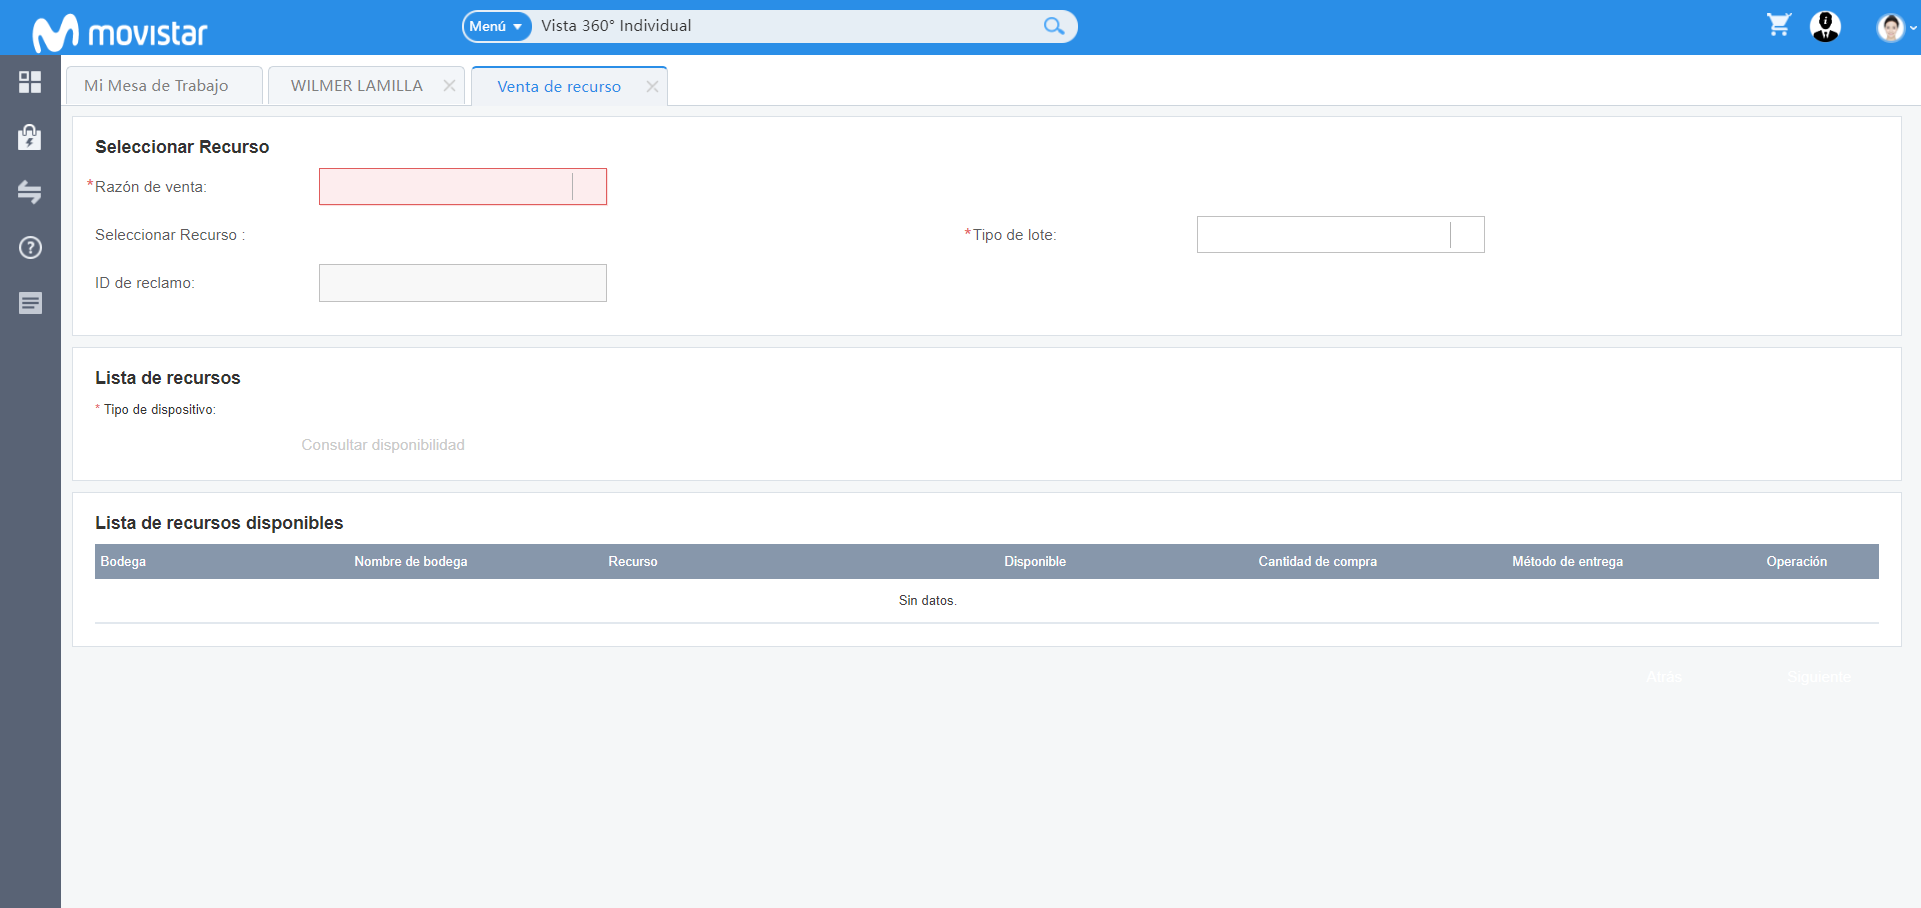 movistar
Menú
Vista 360° Individual
Mi Mesa de Trabajo
WILMER LAMILLA
Venta de recurso
Seleccionar Recurso
*Razón de venta:
Seleccionar Recurso :
*Tipo de lote:
ID de reclamo:
Lista de recursos
* Tipo de dispositivo:
Consultar disponibilidad
Lista de recursos disponibles
Bodega Nombre de bodega Recurso Disponible Cantidad de compra Método de entrega Operación
Sin datos.
Atrás
Siguiente